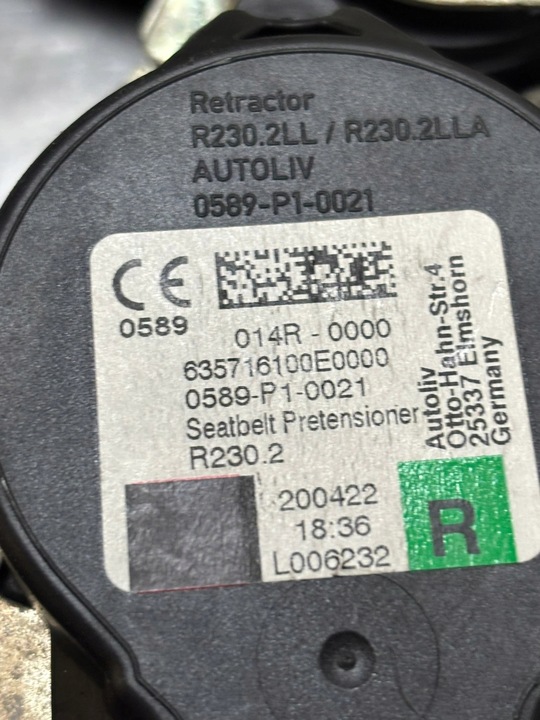 Retractor
R230.2LL / R230.2LLA
AUTOLIV
0589-P1-0021
CE
0589
014R - 0000
635716100E0000
0589-P1-0021
Seatbelt Pretensioner
R230.2
200422
18:36
L006232
R
Autoliv
Otto-Hahn-Str.4
25337 Elmshorn
Germany